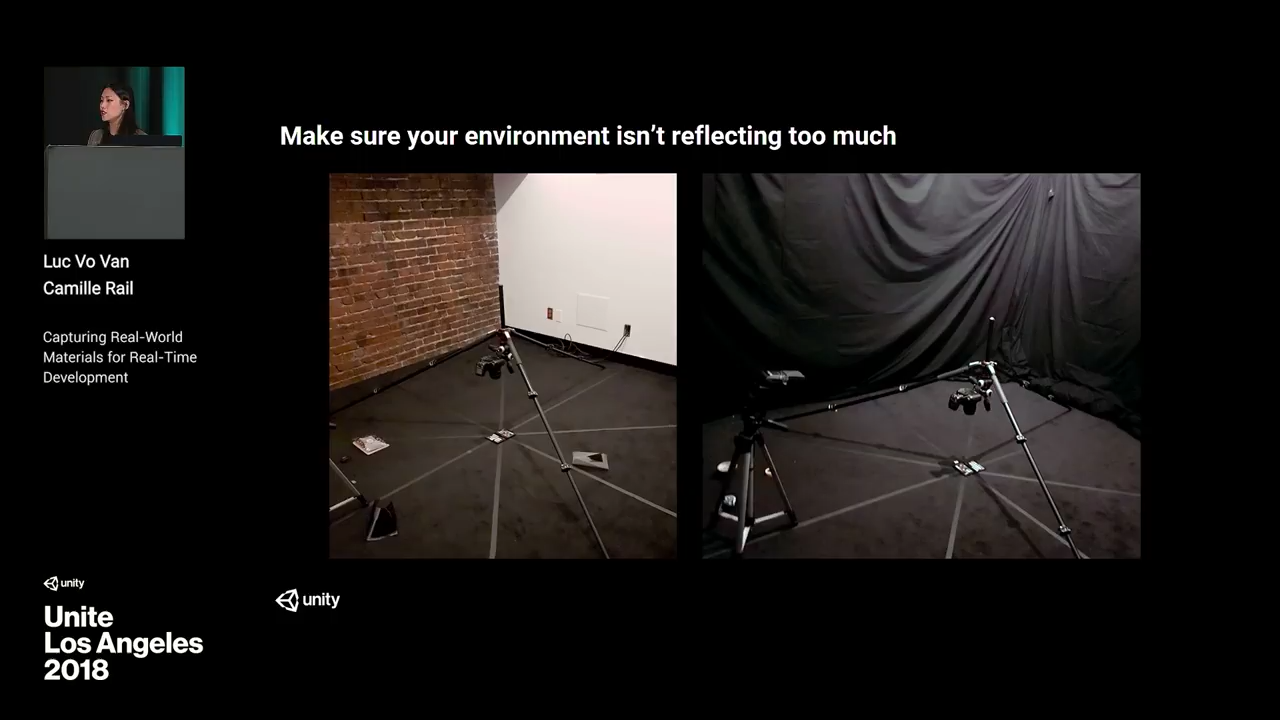 Make sure your environment isn't reflecting too much
Luc Vo Van
Camille Rail
Capturing Real-World
Materials for Real-Time
Development
unity
Unite
Los Angeles
2018
unity